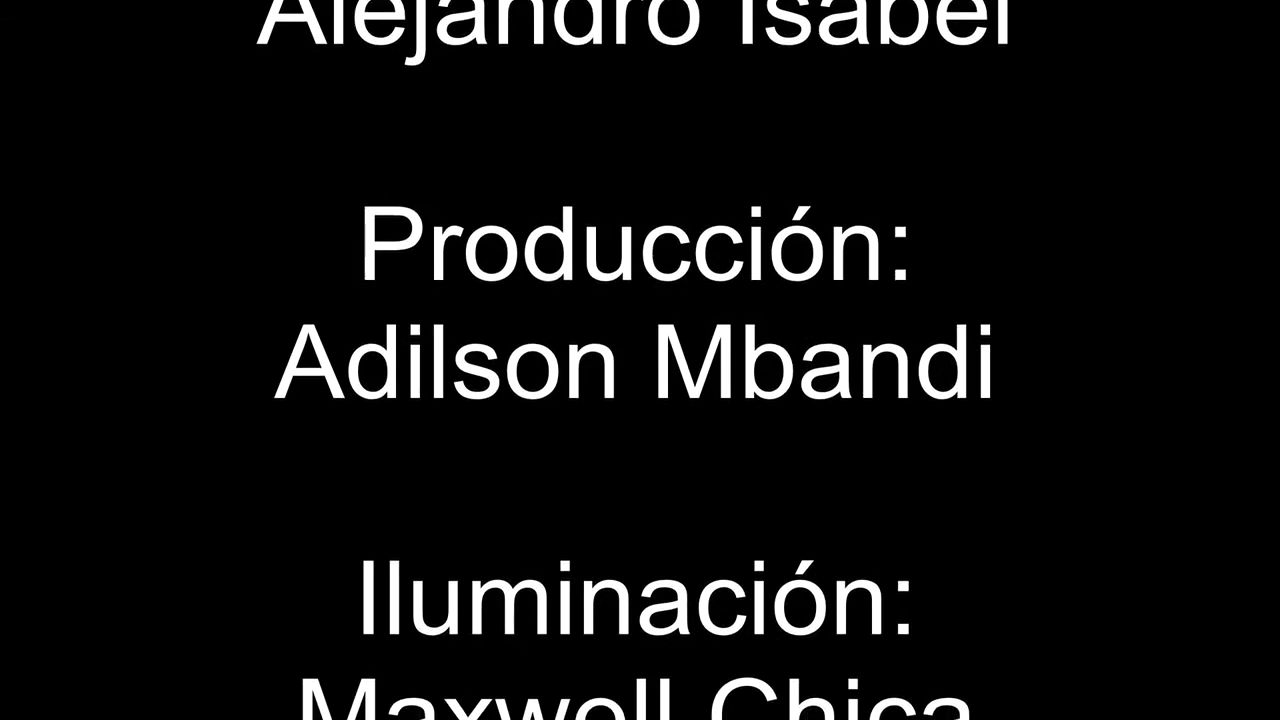 Alejandro Isabel
Producción:
Adilson Mbandi
Iluminación:
Maxwell Chica